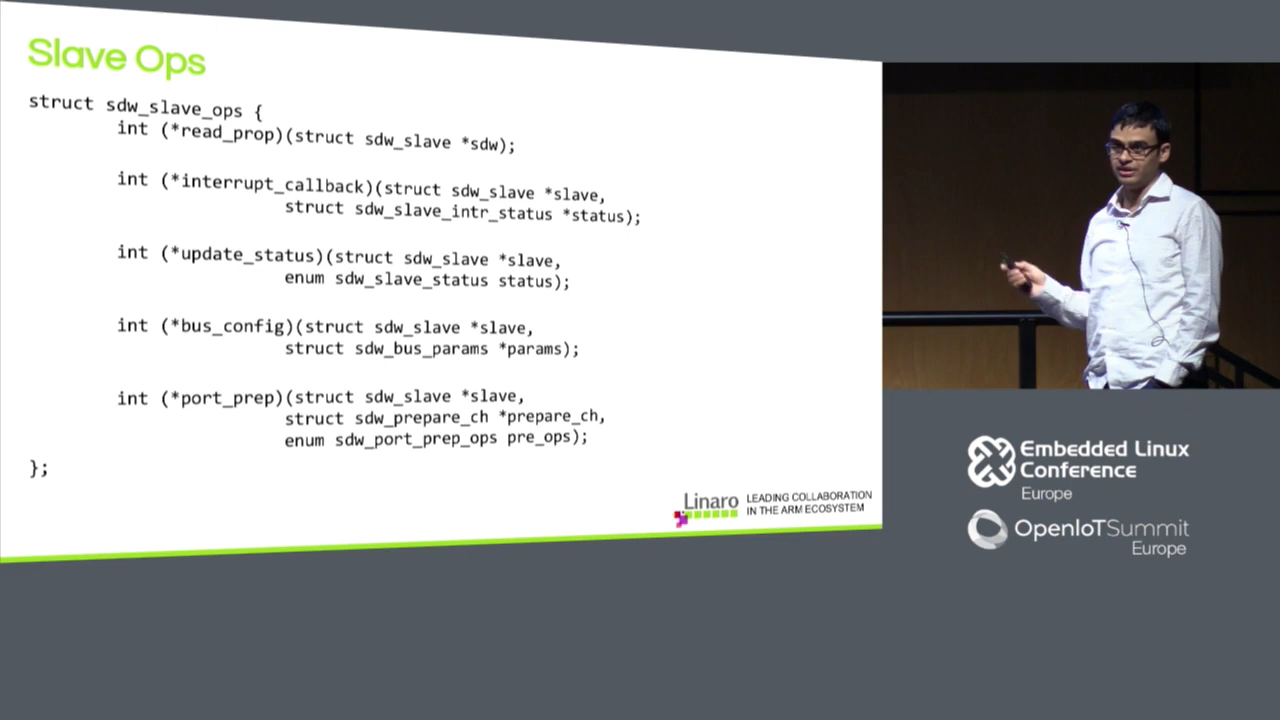 Slave Ops
struct sdw_slave_ops {
int (*read_prop)(struct sdw_slave *sdw);
int (*interrupt_callback)(struct sdw_slave *slave,
struct sdw_slave_intr_status *status);
int (*update_status)(struct sdw_slave *slave,
enum sdw_slave_status status);
int (*bus_config)(struct sdw_slave *slave,
struct sdw_bus_params *params);
int (*port_prep)(struct sdw_slave *slave,
struct sdw_prepare_ch *prepare_ch,
enum sdw_port_prep_ops pre_ops);
};
Linaro
LEADING COLLABORATION
IN THE ARM ECOSYSTEM
Embedded Linux
Conference
Europe
OpenIoTSummit
Europe